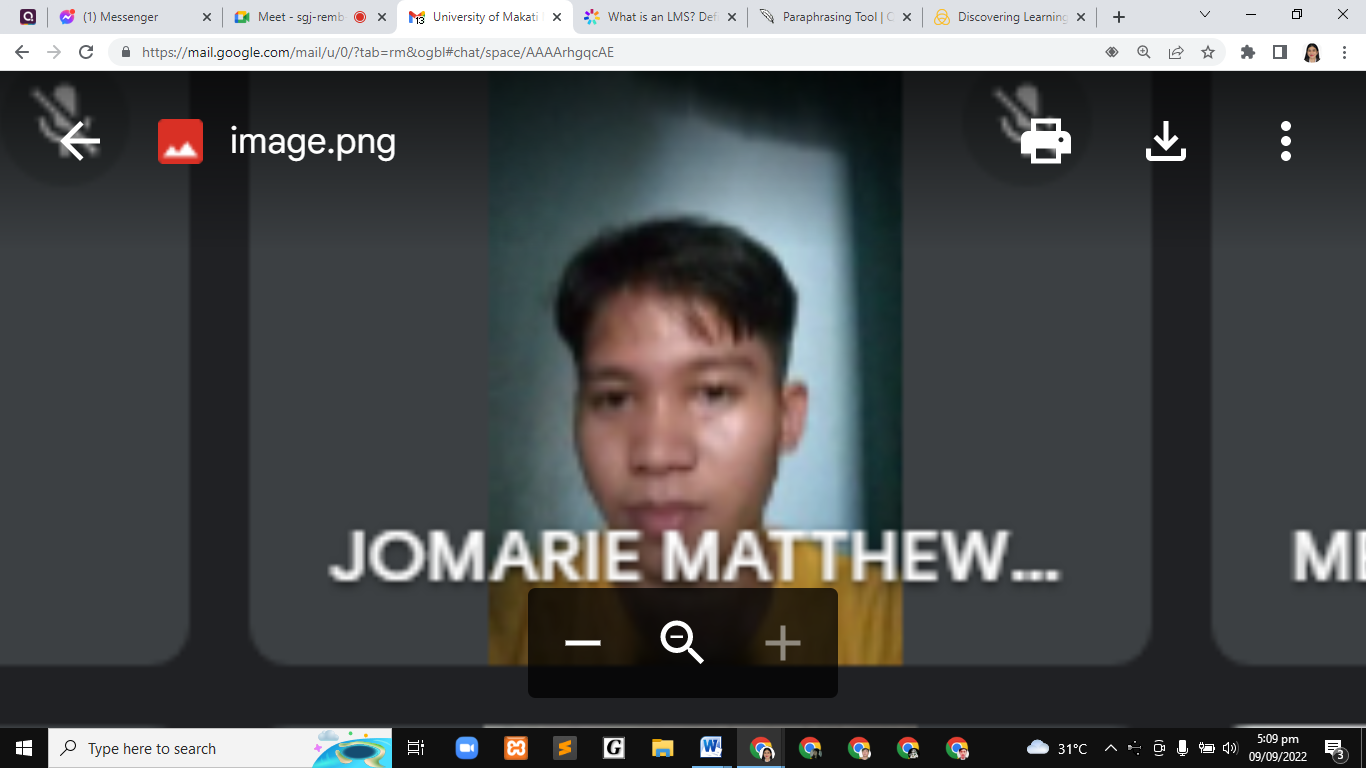 (1) Messenger
Meet - sgj-remb
University of Makati
What is an LMS? Def
Paraphrasing Tool | C
Discovering Learning
https://mail.google.com/mail/u/0/?tab=rm&ogbl#chat/space/AAAArhgqcAE
image.png
JOMARIE MATTHEW...
Type here to search
31°C
5:09 pm
09/09/2022
3